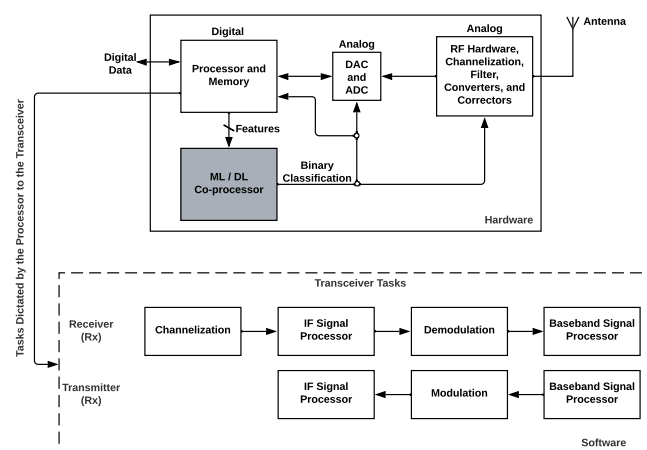 Antenna
Digital
Analog
Analog
Digital
Data
Processor and
Memory
DAC
and
ADC
RF Hardware,
Channelization,
Filter,
Converters, and
Correctors
Features
ML / DL
Co-processor
Binary
Classification
Hardware
Tasks Dictated by the Processor to the Transceiver
Transceiver Tasks
Receiver
(Rx)
Channelization
IF Signal
Processor
Demodulation
Baseband Signal
Processor
Transmitter
(Rx)
IF Signal
Processor
Modulation
Baseband Signal
Processor
Software